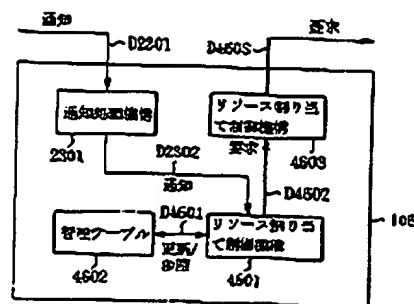 通知
D2201
D4603
要求
通知処理機構
2301
リソース割り当
て制御機構
4603
D2302
通知
要求
D4602
D4601
管理テーブル
更新/
参照
リソース割り当
て制御機構
4602
4601